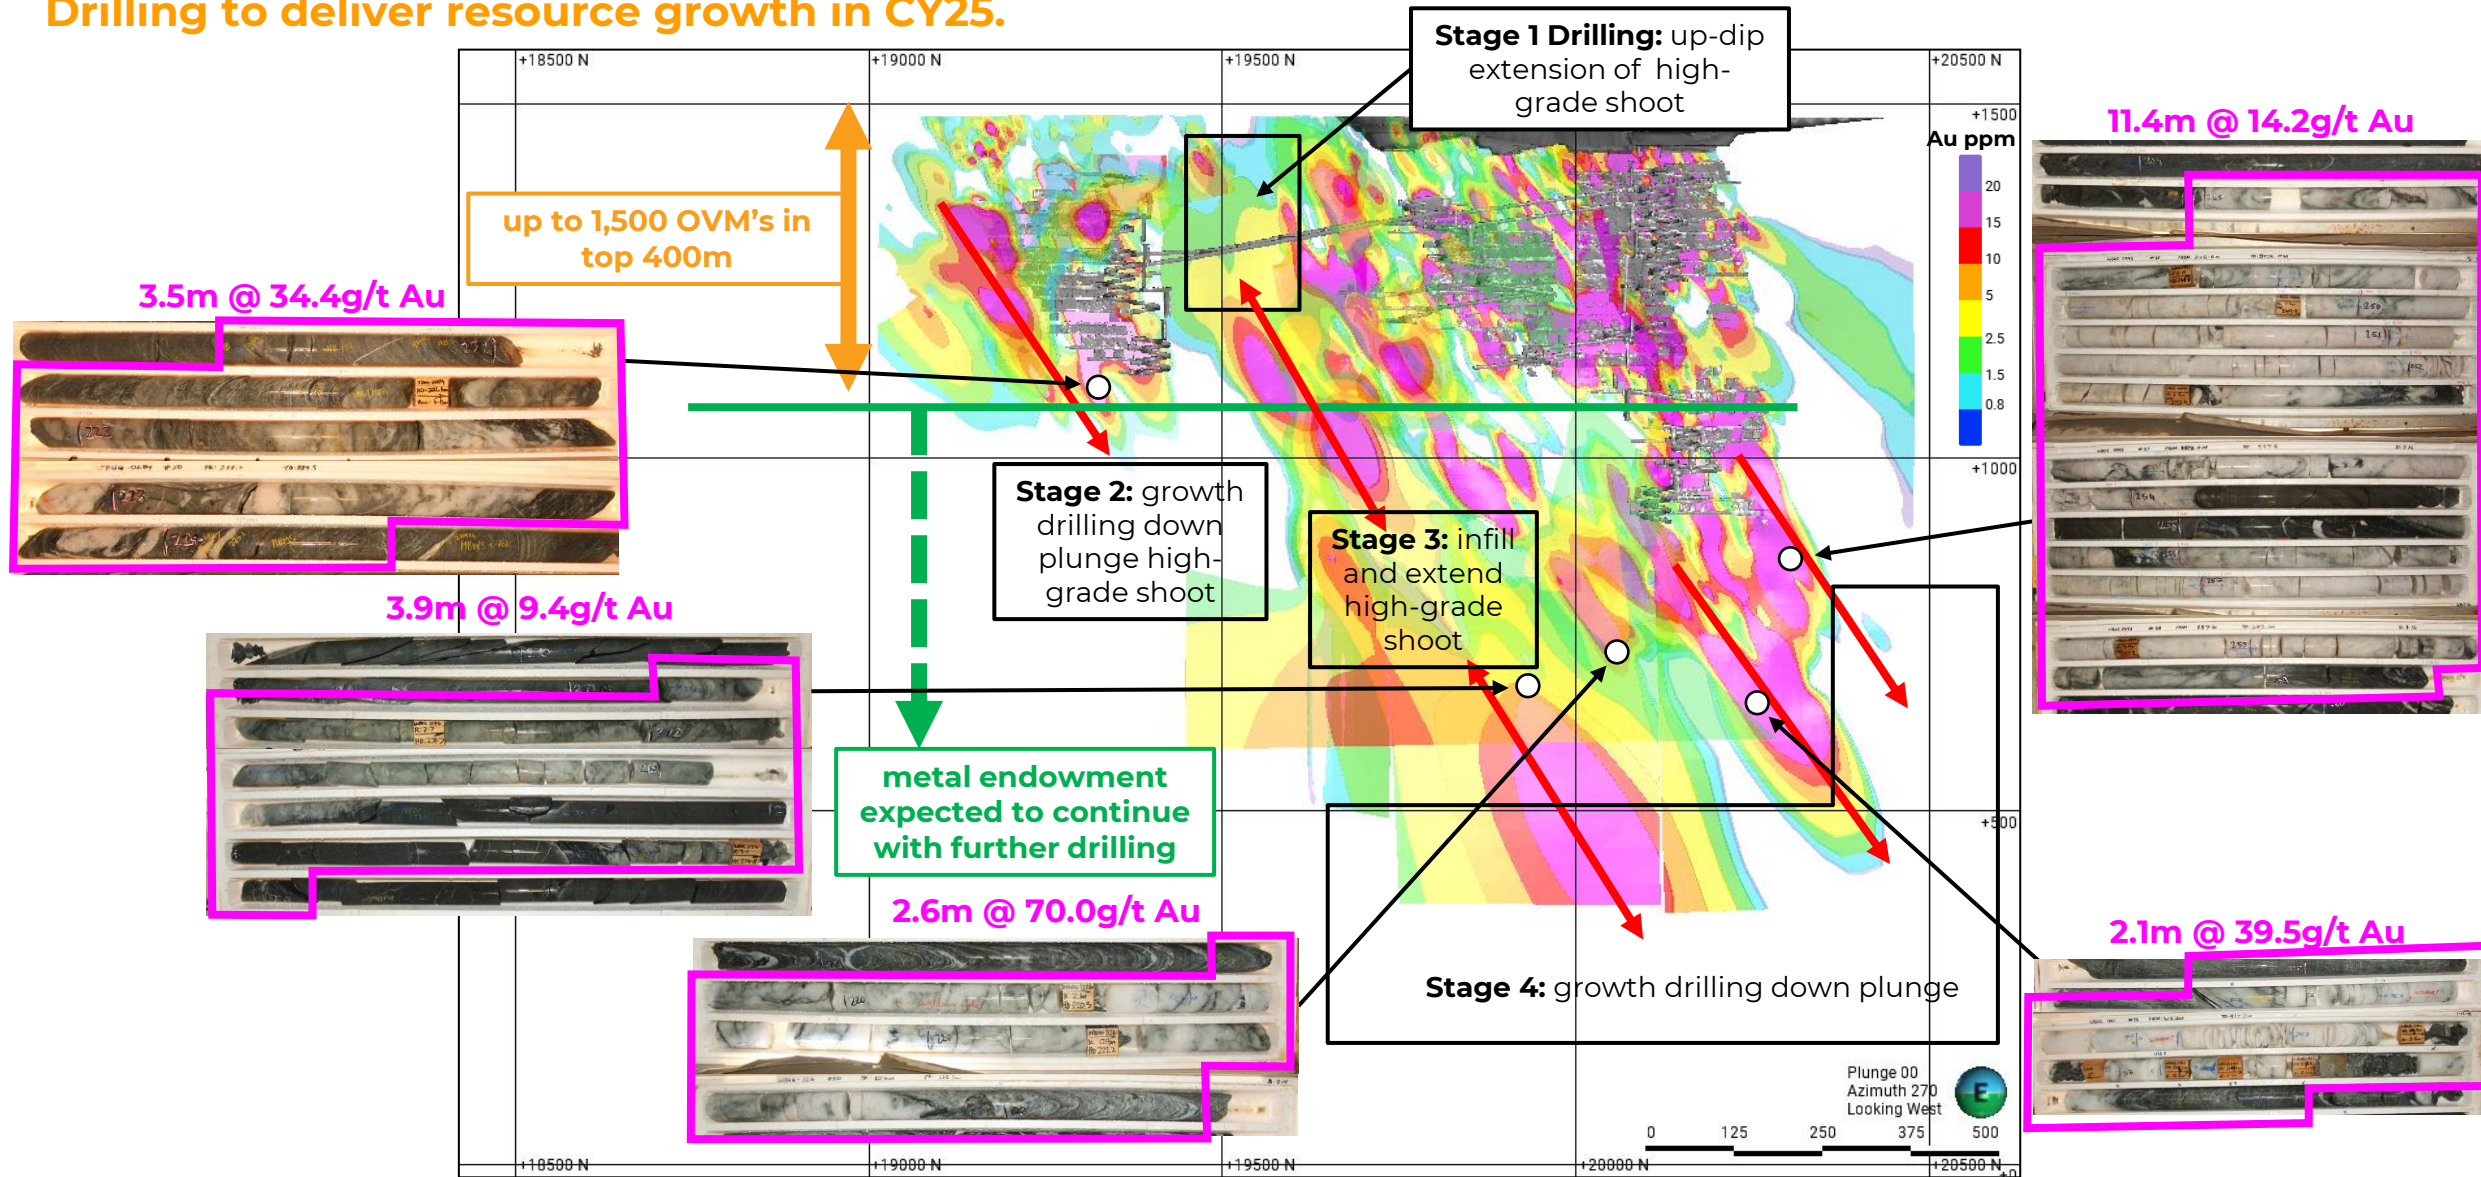 Drilling to deliver resource growth in CY25.
+18500 N
+19000 N
+19500 N
+20500 N
Stage 1 Drilling: up-dip
extension of high-
grade shoot
+1500
Au ppm
20
15
10
5
2.5
1.5
0.8
11.4m @ 14.2g/t Au
up to 1,500 OVM's in
top 400m
3.5m @ 34.4g/t Au
+1000
Stage 2: growth
drilling down
plunge high-
grade shoot
Stage 3: infill
and extend
high-grade
shoot
3.9m @ 9.4g/t Au
metal endowment
expected to continue
with further drilling
+500
2.6m @ 70.0g/t Au
2.1m @ 39.5g/t Au
Stage 4: growth drilling down plunge
Plunge 00
Azimuth 270
Looking West
E
0 125 250 375 500
+18500 N
+19000 N
+19500 N
+20000 N
+20500 N
+0